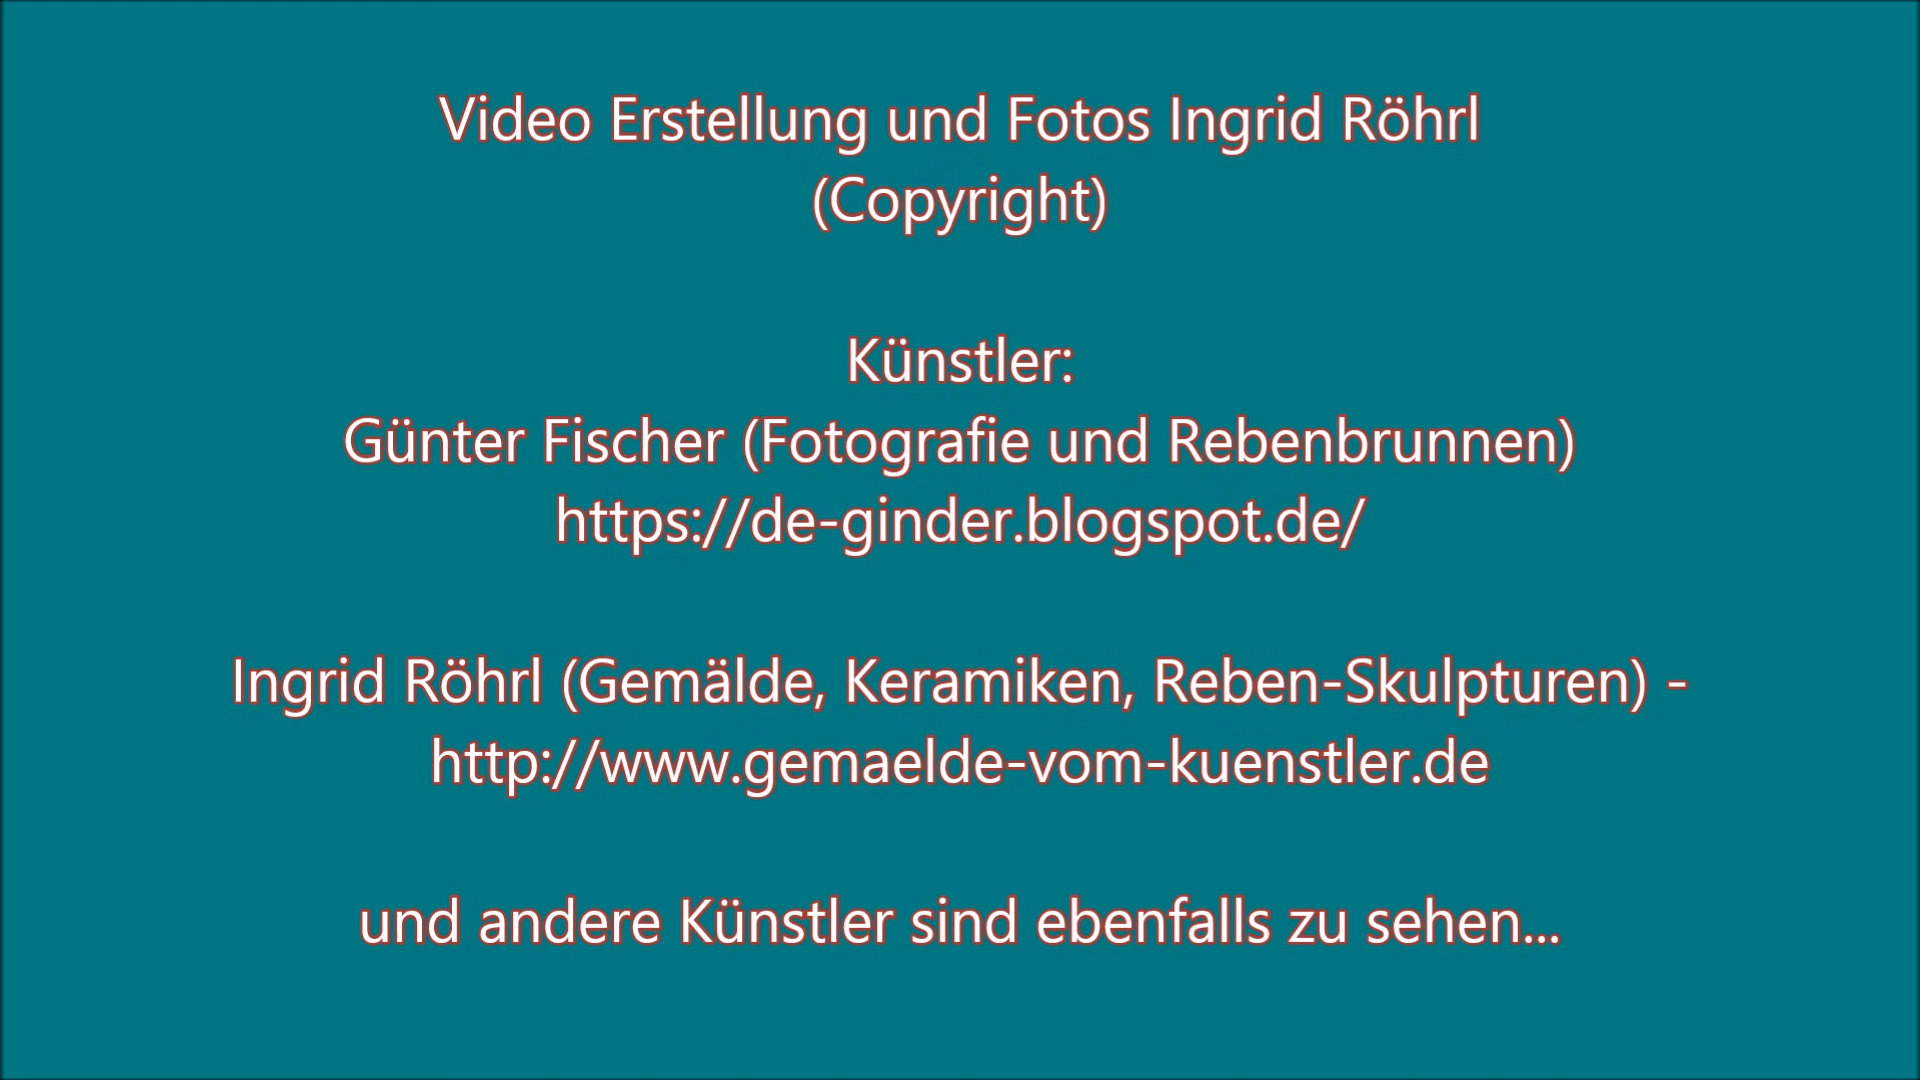 Video Erstellung und Fotos Ingrid Röhrl
(Copyright)
Künstler:
Günter Fischer (Fotografie und Rebenbrunnen)
https://de-ginder.blogspot.de/
Ingrid Röhrl (Gemälde, Keramiken, Reben-Skulpturen) -
http://www.gemaelde-vom-kuenstler.de
und andere Künstler sind ebenfalls zu sehen...